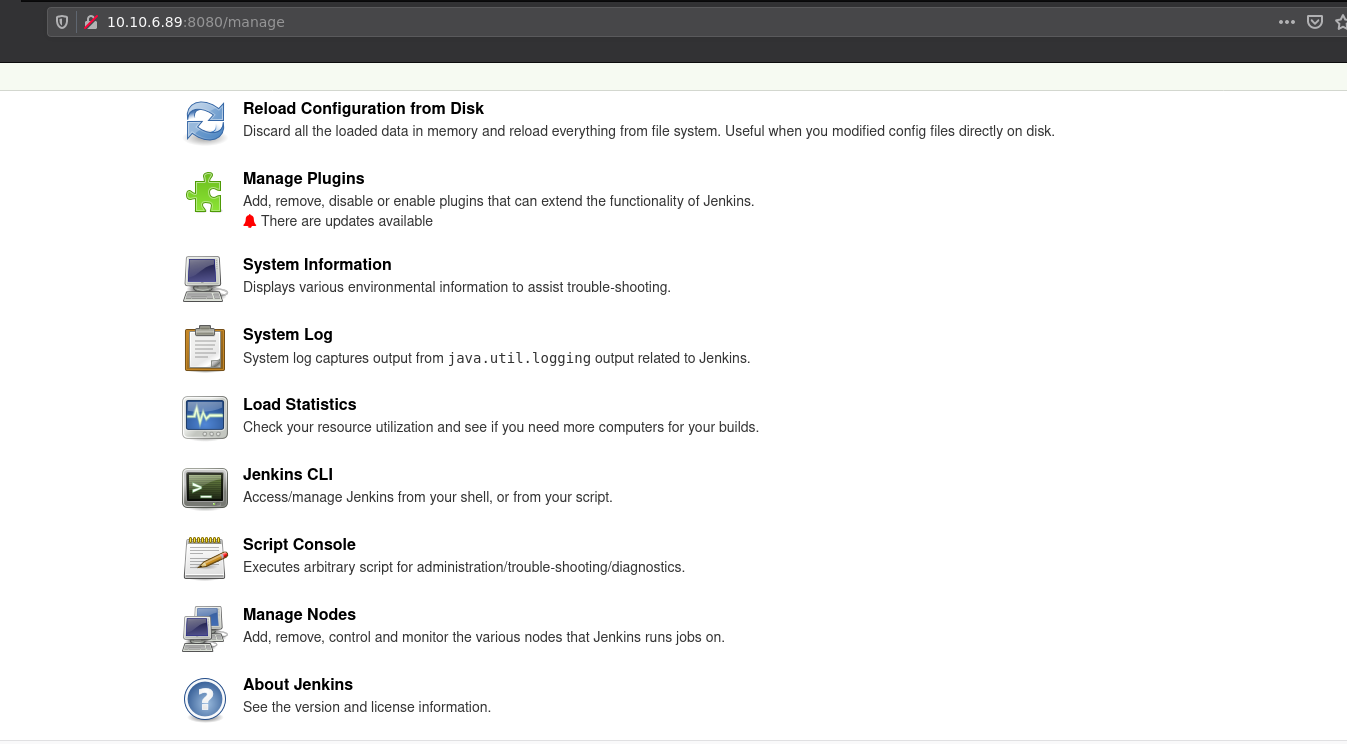 10.10.6.89:8080/manage
Reload Configuration from Disk
Discard all the loaded data in memory and reload everything from file system. Useful when you modified config files directly on disk.
Manage Plugins
Add, remove, disable or enable plugins that can extend the functionality of Jenkins.
There are updates available
System Information
Displays various environmental information to assist trouble-shooting.
System Log
System log captures output from java.util.logging output related to Jenkins.
Load Statistics
Check your resource utilization and see if you need more computers for your builds.
Jenkins CLI
Access/manage Jenkins from your shell, or from your script.
Script Console
Executes arbitrary script for administration/trouble-shooting/diagnostics.
Manage Nodes
Add, remove, control and monitor the various nodes that Jenkins runs jobs on.
About Jenkins
See the version and license information.